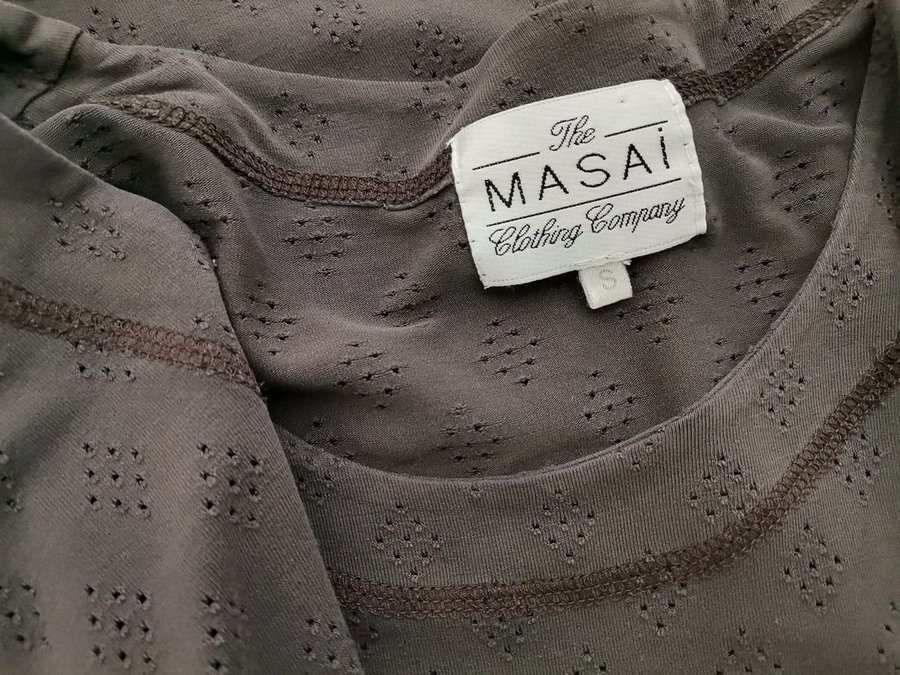 The
MASAi
Clothing Company
S